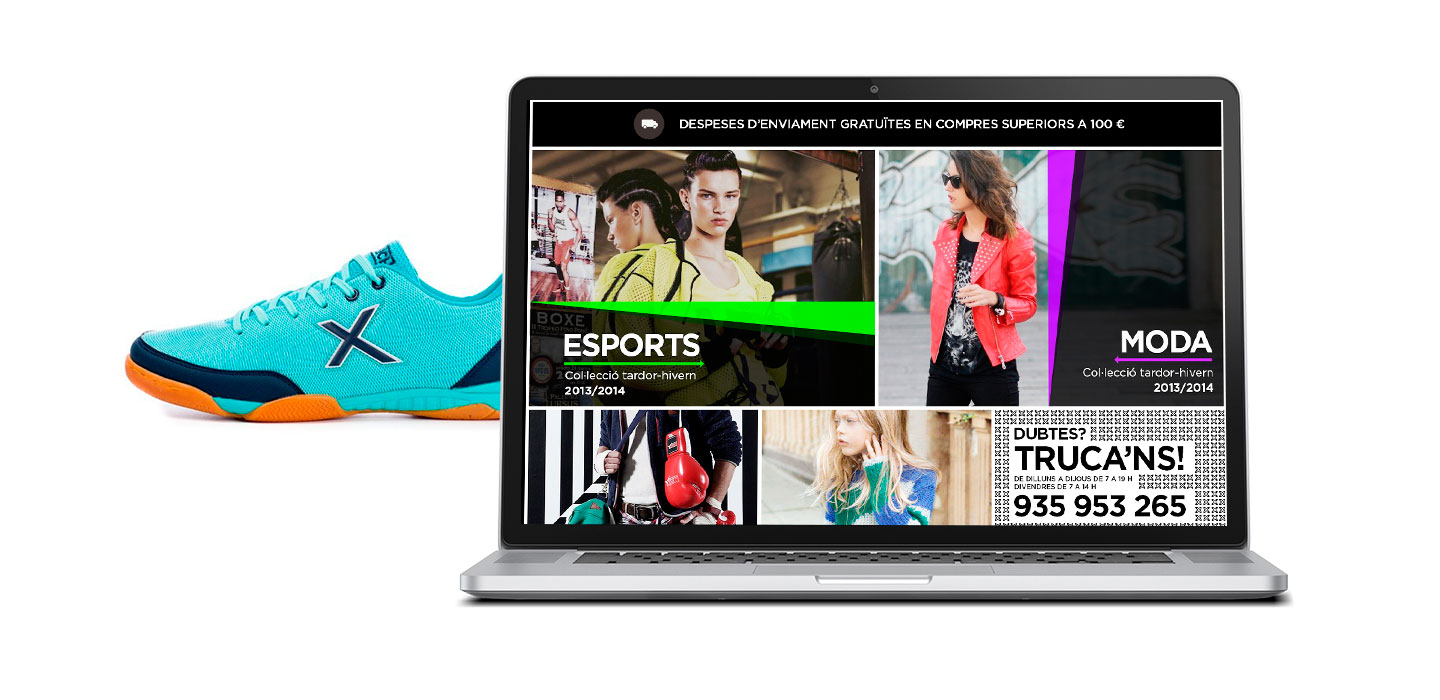 DESPESES D'ENVIAMENT GRATUÏTES EN COMPRES SUPERIORS A 100 €
BOXE
ESPORTS
Col·lecció tardor-hivern
2013/2014
MODA
Col·lecció tardor-hivern
2013/2014
DUBTES?
TRUCA'NS!
DE DILLUNS A DIJOUS DE 7 A 19 H
DIVENDRES DE 7 A 14 H
935 953 265
X